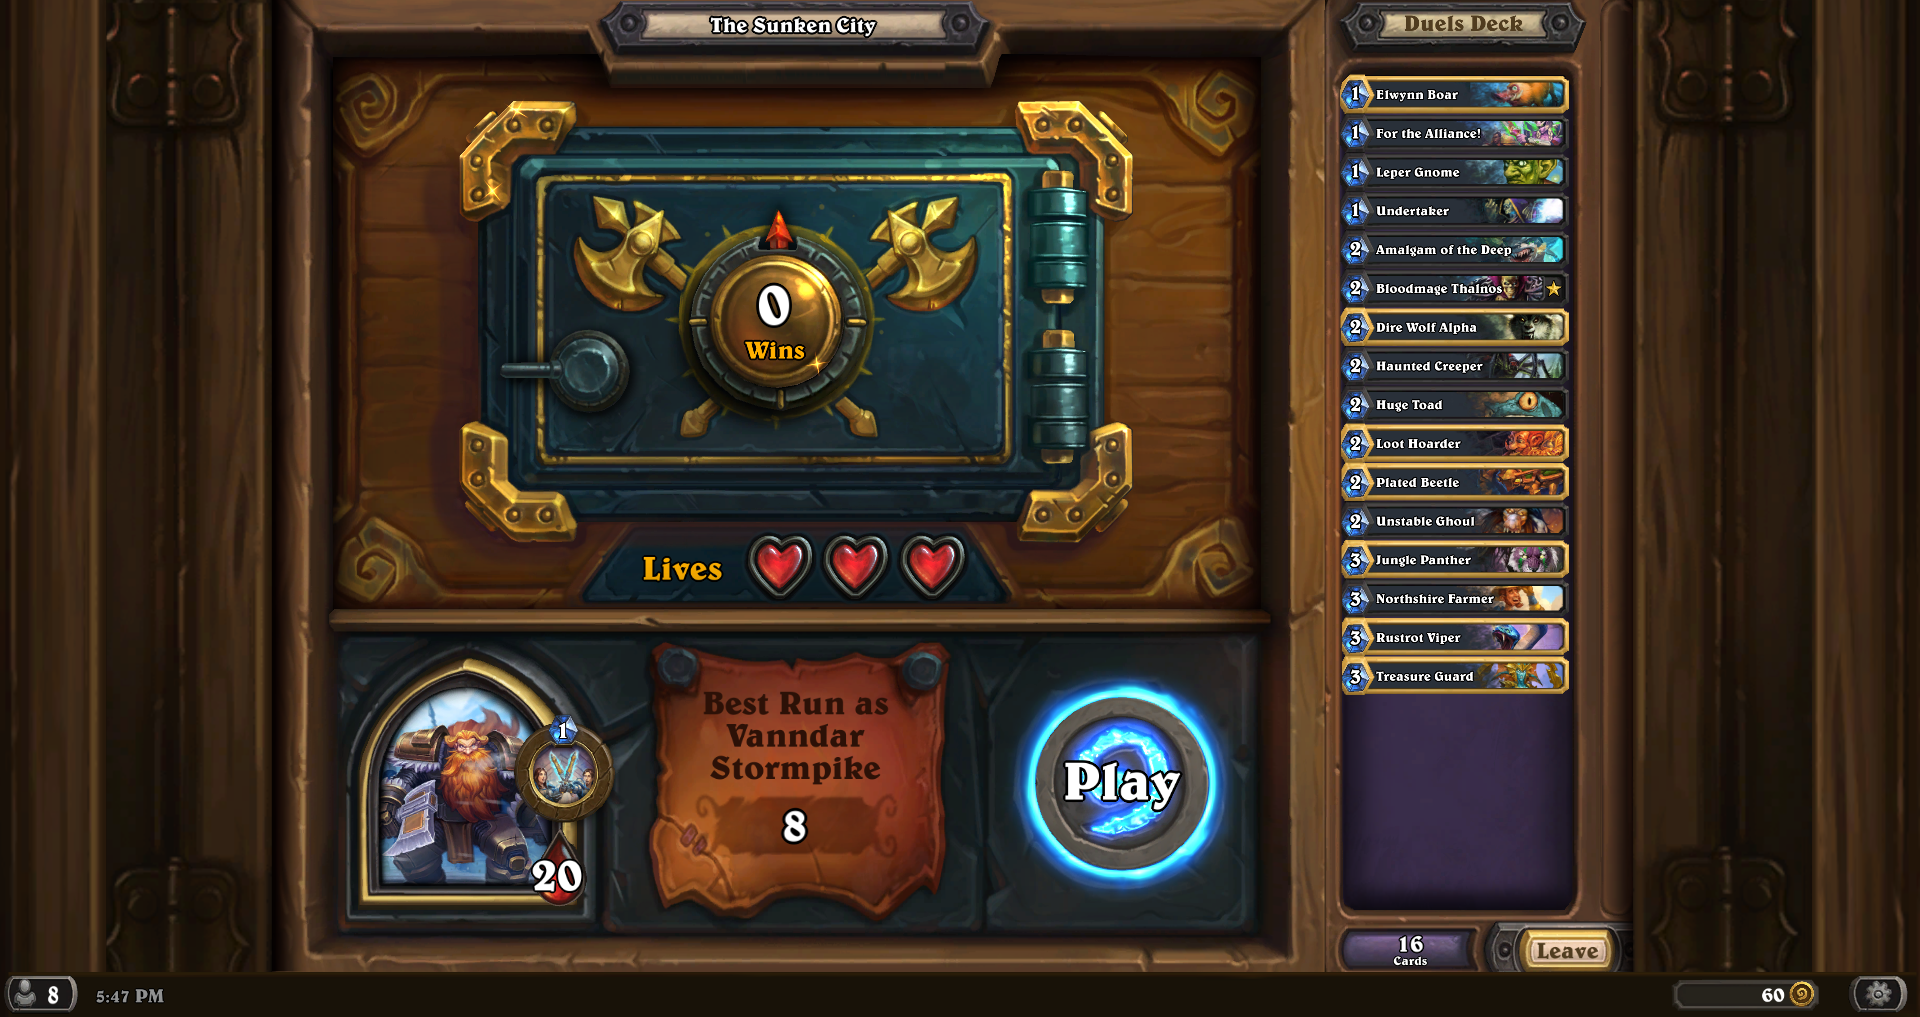 The Sunken City
0
Wins
Lives
1
20
Best Run as
Vanndar
Stormpike
8
Play
Duels Deck
1 Elwynn Boar
1 For the Alliance!
1 Leper Gnome
1 Undertaker
2 Amalgam of the Deep
2 Bloodmage Thalnos
2 Dire Wolf Alpha
2 Haunted Creeper
2 Huge Toad
2 Loot Hoarder
2 Plated Beetle
2 Unstable Ghoul
3 Jungle Panther
3 Northshire Farmer
3 Rustrot Viper
3 Treasure Guard
16
Cards
Leave
8
5:47 PM
60